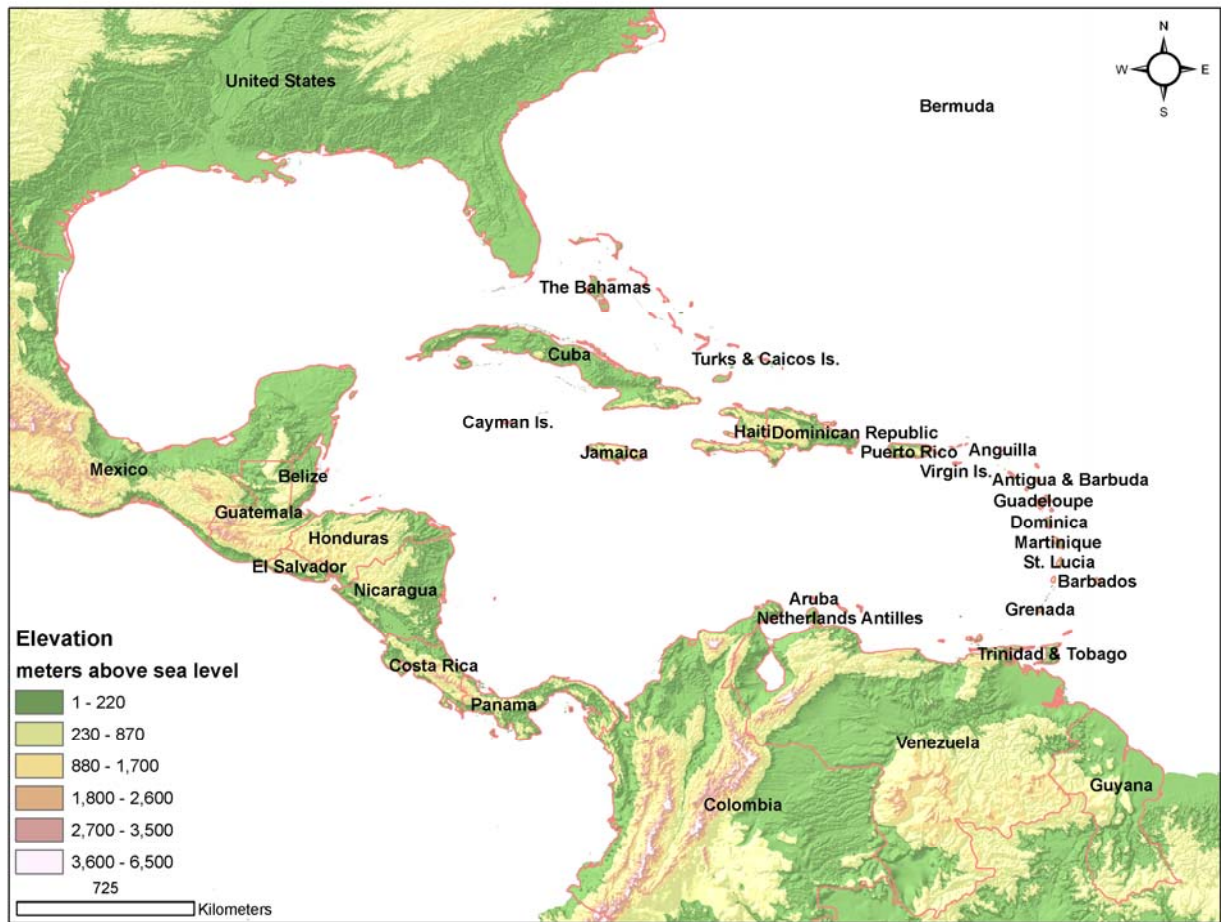 N
W E
S
United States
Bermuda
The Bahamas
Cuba
Turks & Caicos Is.
Cayman Is.
Haiti
Dominican Republic
Jamaica
Puerto Rico
Anguilla
Virgin Is.
Mexico
Belize
Antigua & Barbuda
Guadeloupe
Guatemala
Dominica
Honduras
Martinique
El Salvador
St. Lucia
Nicaragua
Barbados
Aruba
Grenada
Netherlands Antilles
Costa Rica
Trinidad & Tobago
Panama
Venezuela
Guyana
Colombia
Elevation
meters above sea level
1 - 220
230 - 870
880 - 1,700
1,800 - 2,600
2,700 - 3,500
3,600 - 6,500
725
Kilometers